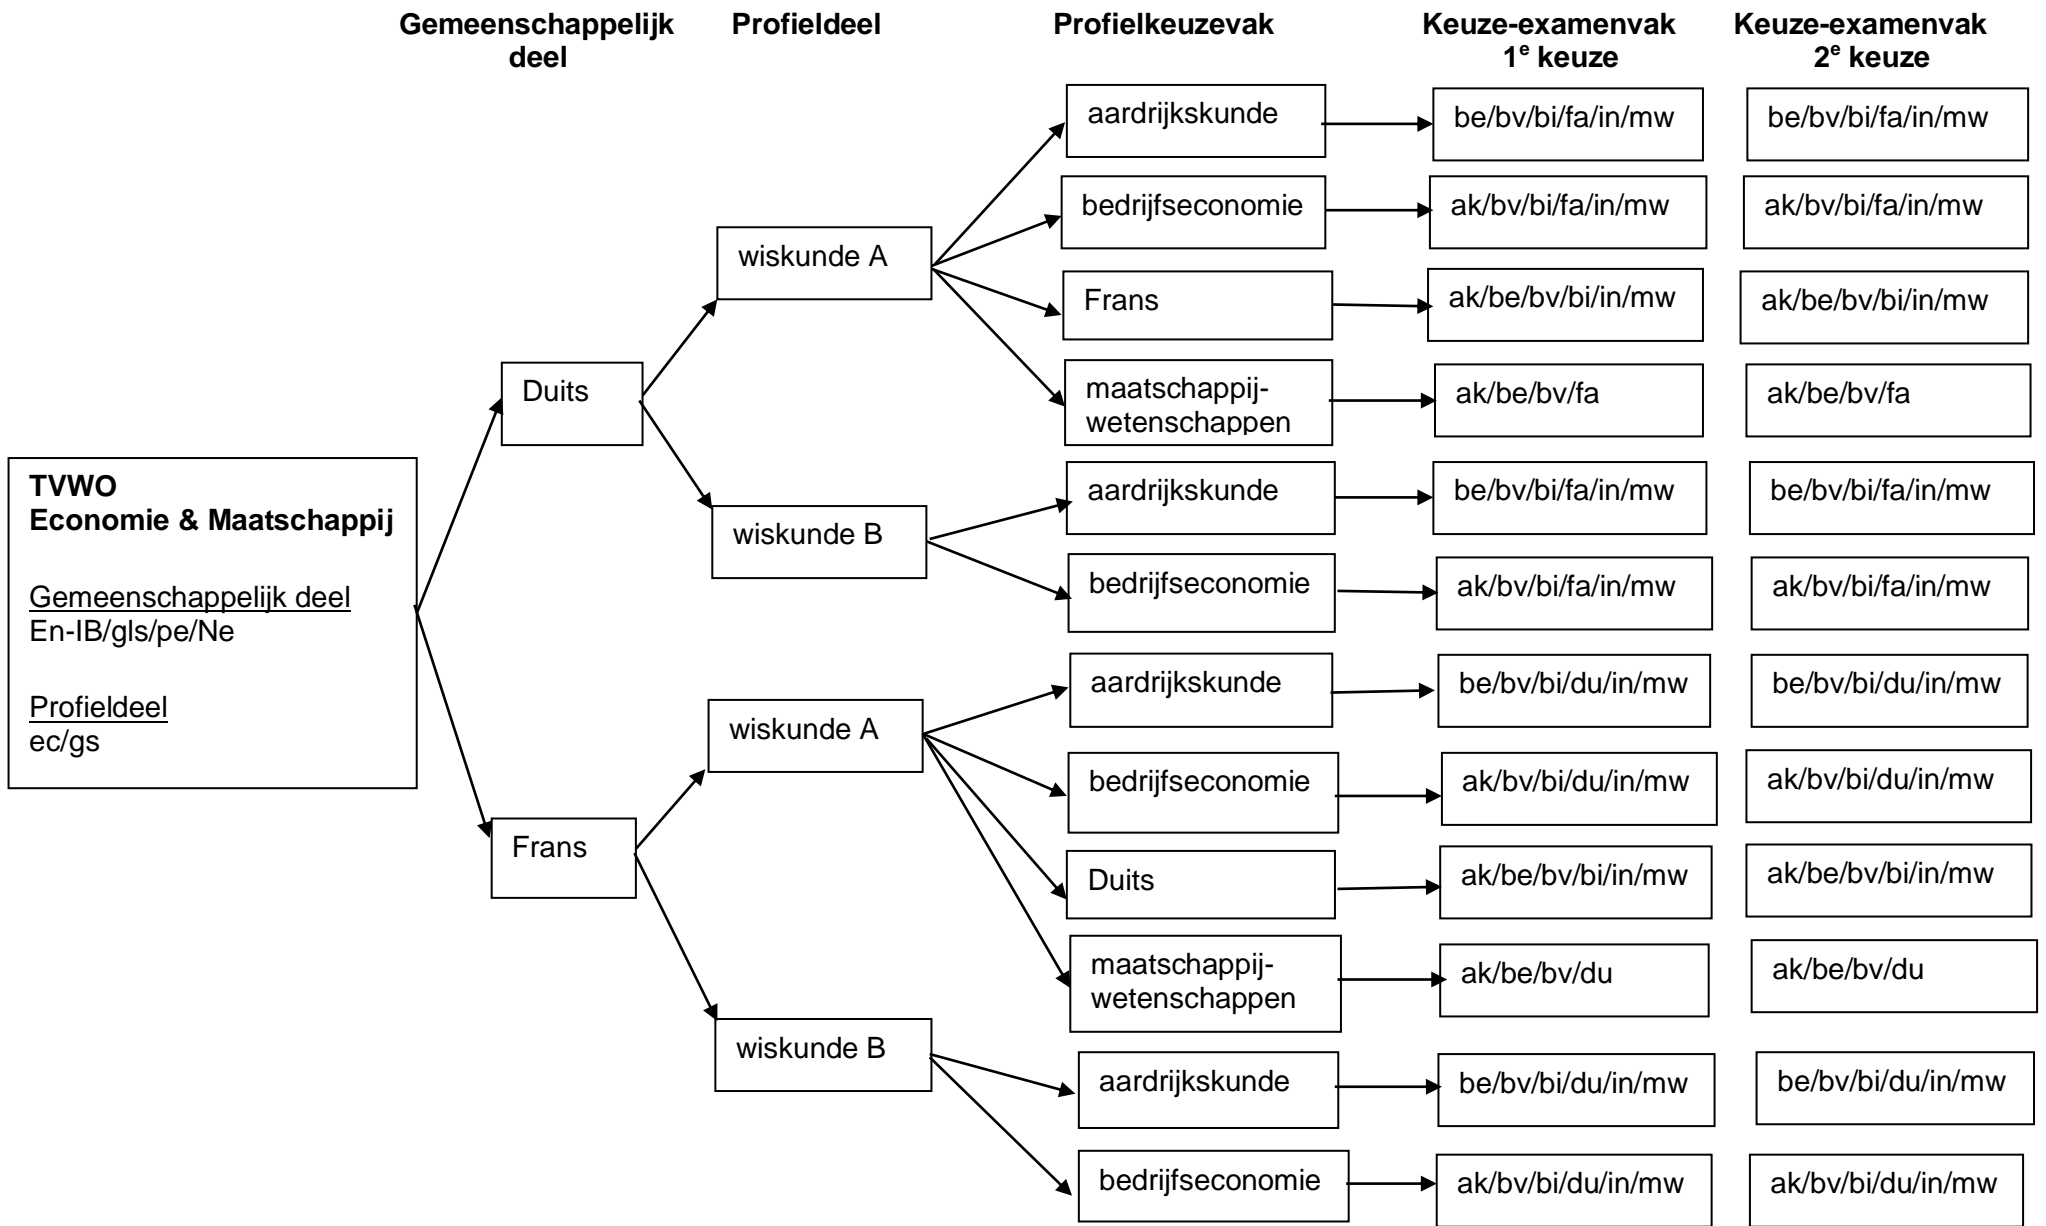 Gemeenschappelijk deel
Profieldeel
Profielkeuzevak
Keuze-examenvak 1e keuze
Keuze-examenvak 2e keuze
TVWO
Economie & Maatschappij
Gemeenschappelijk deel
En-IB/gls/pe/Ne
Profieldeel
ec/gs
Duits
wiskunde A
aardrijkskunde
be/bv/bi/fa/in/mw
be/bv/bi/fa/in/mw
bedrijfseconomie
ak/bv/bi/fa/in/mw
ak/bv/bi/fa/in/mw
Frans
ak/be/bv/bi/in/mw
ak/be/bv/bi/in/mw
maatschappij-
wetenschappen
ak/be/bv/fa
ak/be/bv/fa
wiskunde B
aardrijkskunde
be/bv/bi/fa/in/mw
be/bv/bi/fa/in/mw
bedrijfseconomie
ak/bv/bi/fa/in/mw
ak/bv/bi/fa/in/mw
Frans
wiskunde A
aardrijkskunde
be/bv/bi/du/in/mw
be/bv/bi/du/in/mw
bedrijfseconomie
ak/bv/bi/du/in/mw
ak/bv/bi/du/in/mw
Duits
ak/be/bv/bi/in/mw
ak/be/bv/bi/in/mw
maatschappij-
wetenschappen
ak/be/bv/du
ak/be/bv/du
wiskunde B
aardrijkskunde
be/bv/bi/du/in/mw
be/bv/bi/du/in/mw
bedrijfseconomie
ak/bv/bi/du/in/mw
ak/bv/bi/du/in/mw